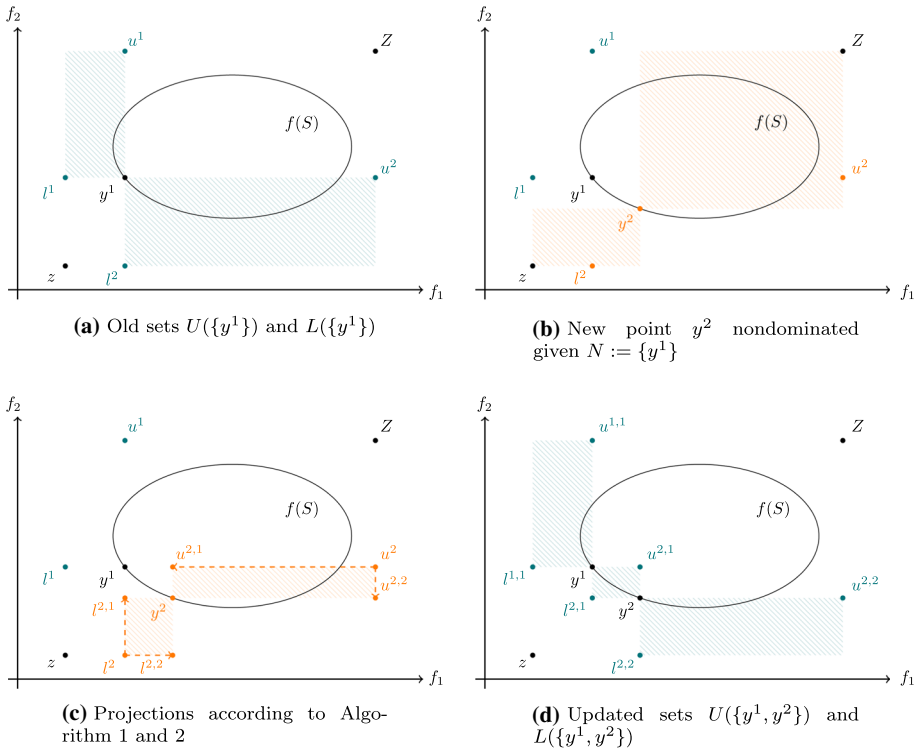 f₂
u¹
Z
f(S)
l¹
y¹
u²
z
l²
f₁
(a) Old sets U({y¹}) and L({y¹})
f₂
u¹
Z
f(S)
l¹
y¹
u²
y²
z
l²
f₁
(b) New point y² nondominated
given N := {y¹}
f₂
u¹
Z
f(S)
u²,¹
u²
l¹
y¹
u²,²
l²,¹
y²
z
l²
l²,²
f₁
(c) Projections according to Algo-
rithm 1 and 2
f₂
u¹,¹
Z
f(S)
u²,¹
l¹,¹
y¹
u²,²
l²,¹
y²
z
l²,²
f₁
(d) Updated sets U({y¹, y²}) and
L({y¹, y²})